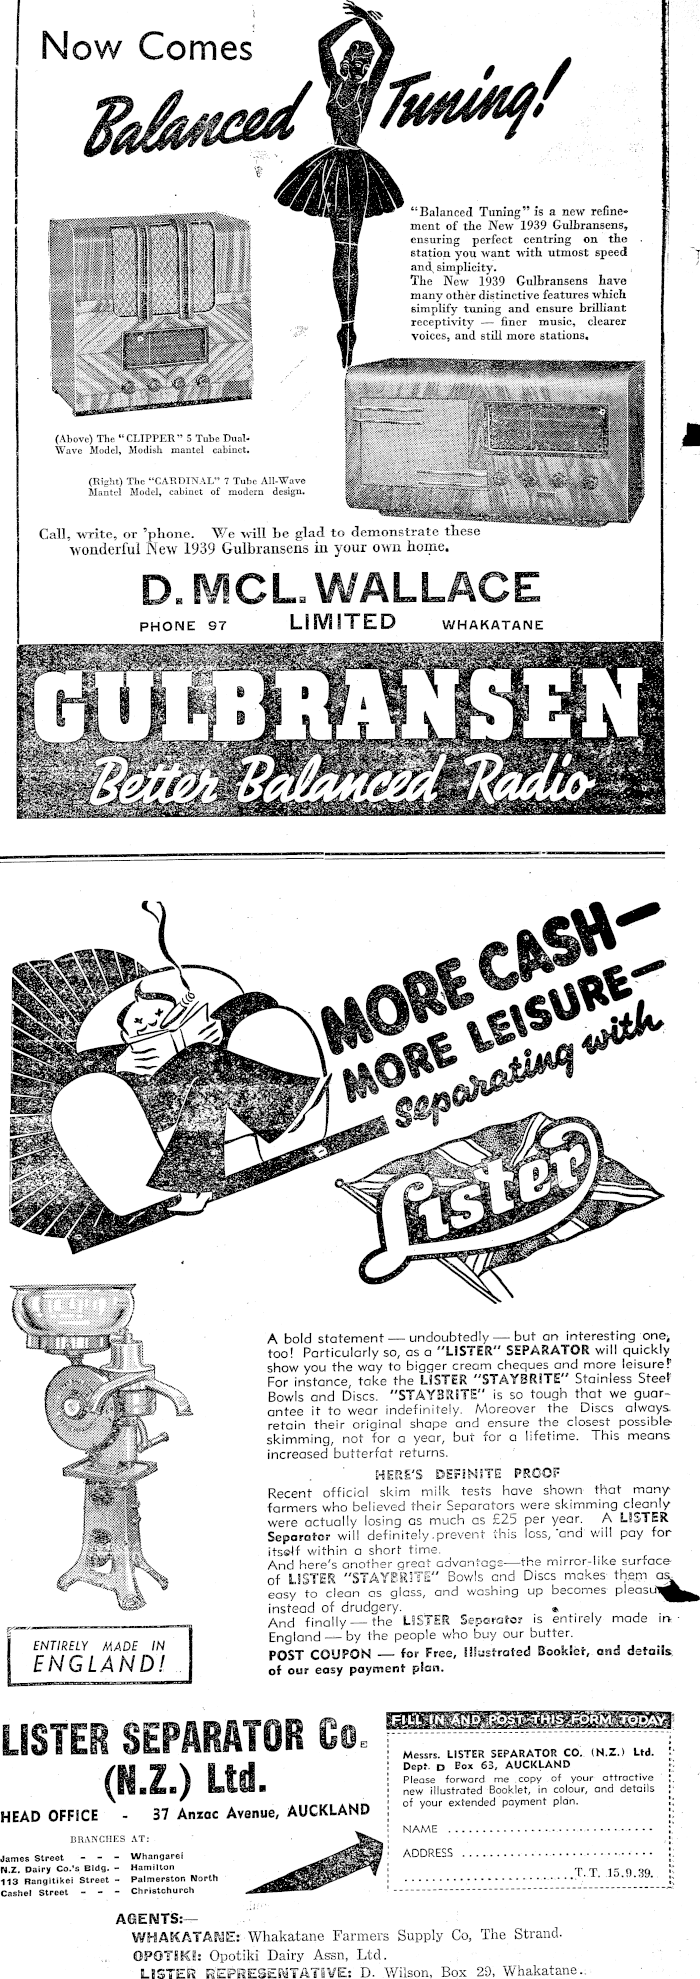 Now Comes
Balanced Tuning!
"Balanced Tuning" is a new refine-
ment of the New 1939 Gulbransens,
ensuring perfect centring on the
station you want with utmost speed
and simplicity.
The New 1939 Gulbransens have
many other distinctive features which
simplify tuning and ensure brilliant
receptivity — finer music, clearer
voices, and still more stations.
(Above) The "CLIPPER" 5 Tube Dual-
Wave Model, Modish mantel cabinet.
(Right) The "CARDINAL" 7 Tube All-Wave
Mantel Model, cabinet of modern design.
Call, write, or 'phone. We will be glad to demonstrate these
wonderful New 1939 Gulbransens in your own home.
D. MCL. WALLACE
PHONE 97 LIMITED WHAKATANE
GULBRANSEN
Better Balanced Radio
MORE CASH—
MORE LEISURE—
Separating with
Lister
A bold statement — undoubtedly — but an interesting one,
too! Particularly so, as a "LISTER" SEPARATOR will quickly
show you the way to bigger cream cheques and more leisure!
For instance, take the LISTER "STAYBRITE" Stainless Steel
Bowls and Discs. "STAYBRITE" is so tough that we guar-
antee it to wear indefinitely. Moreover the Discs always
retain their original shape and ensure the closest possible
skimming, not for a year, but for a lifetime. This means
increased butterfat returns.
HERE'S DEFINITE PROOF
Recent official skim milk tests have shown that many
farmers who believed their Separators were skimming cleanly
were actually losing as much as £25 per year. A LISTER
Separator will definitely prevent this loss, and will pay for
itself within a short time.
And here's another great advantage—the mirror-like surface
of LISTER "STAYBRITE" Bowls and Discs makes them as
easy to clean as glass, and washing up becomes pleasu
instead of drudgery.
And finally — the LISTER Separator is entirely made in
England — by the people who buy our butter.
POST COUPON — for Free, Illustrated Booklet, and details
of our easy payment plan.
ENTIRELY MADE IN
ENGLAND!
LISTER SEPARATOR Co.
(N.Z.) Ltd.
HEAD OFFICE - 37 Anzac Avenue, AUCKLAND
BRANCHES AT:
James Street - - - Whangarei
N.Z. Dairy Co.'s Bldg. - Hamilton
113 Rangitikei Street - Palmerston North
Cashel Street - - - Christchurch
FILL IN AND POST THIS FORM TODAY
Messrs. LISTER SEPARATOR CO. (N.Z.) Ltd.
Dept. D Box 63, AUCKLAND
Please forward me copy of your attractive
new illustrated Booklet, in colour, and details
of your extended payment plan.
NAME ..............................
ADDRESS ..............................
..............................T.T. 15.9.39.
AGENTS:—
WHAKATANE: Whakatane Farmers Supply Co, The Strand.
OPOTIKI: Opotiki Dairy Assn, Ltd.
LISTER REPRESENTATIVE: D. Wilson, Box 29, Whakatane.